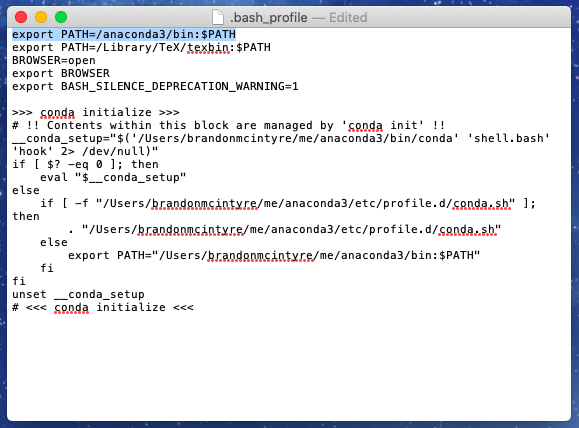 .bash_profile — Edited
export PATH=/anaconda3/bin:$PATH
export PATH=/Library/TeX/texbin:$PATH
BROWSER=open
export BROWSER
export BASH_SILENCE_DEPRECATION_WARNING=1

>>> conda initialize >>>
# !! Contents within this block are managed by 'conda init' !!
__conda_setup="$('/Users/brandonmcintyre/me/anaconda3/bin/conda' 'shell.bash'
'hook' 2> /dev/null)"
if [ $? -eq 0 ]; then
    eval "$__conda_setup"
else
    if [ -f "/Users/brandonmcintyre/me/anaconda3/etc/profile.d/conda.sh" ];
then
        . "/Users/brandonmcintyre/me/anaconda3/etc/profile.d/conda.sh"
    else
        export PATH="/Users/brandonmcintyre/me/anaconda3/bin:$PATH"
    fi
fi
unset __conda_setup
# <<< conda initialize <<<